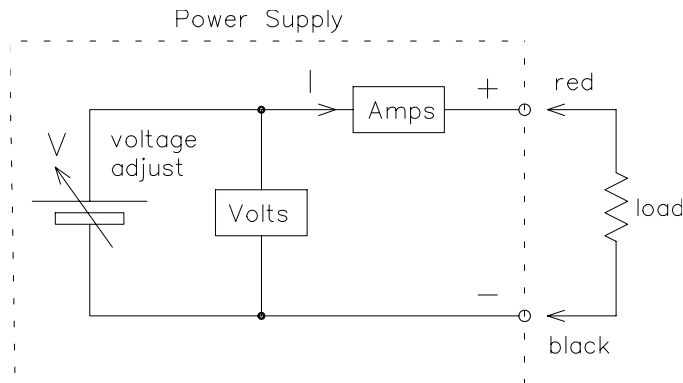 Power Supply
I
+
red
Amps
V
voltage
adjust
Volts
load
−
black